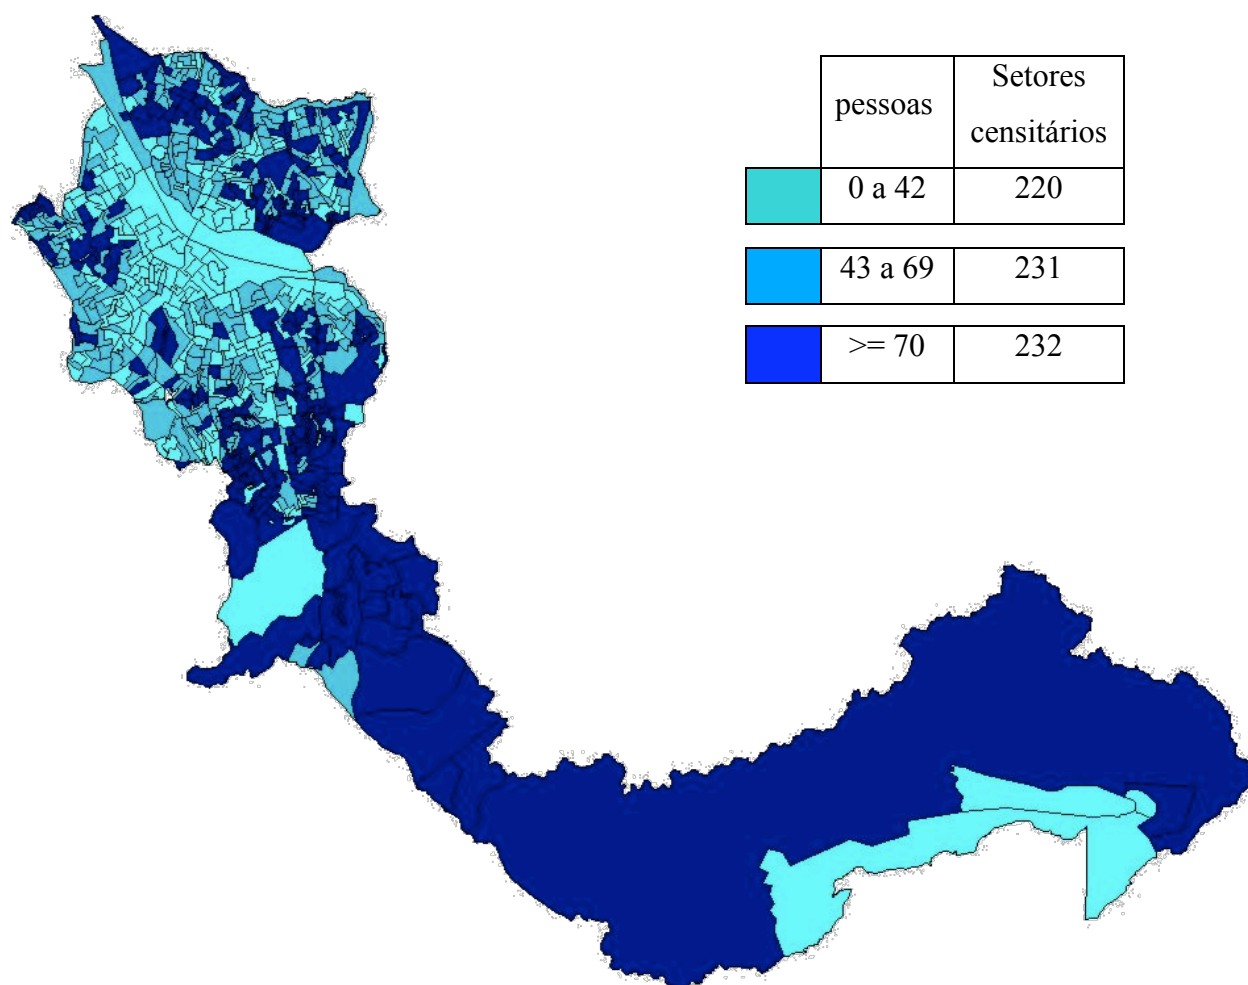 pessoas
Setores
censitários
0 a 42
220
43 a 69
231
>= 70
232